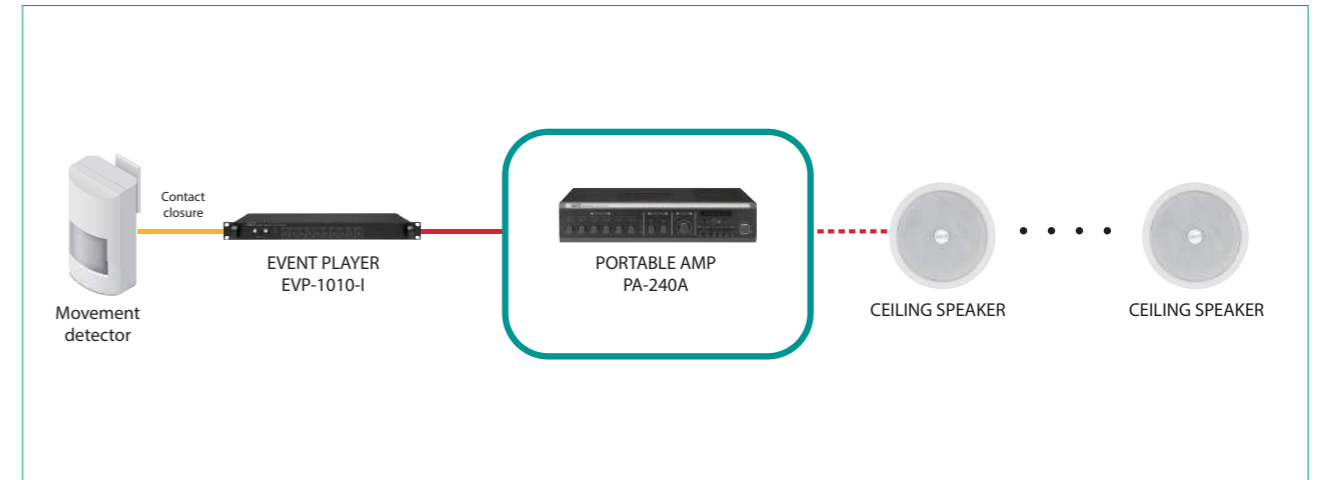 Contact
closure
EVENT PLAYER
EVP-1010-I
PORTABLE AMP
PA-240A
Movement
detector
CEILING SPEAKER
CEILING SPEAKER